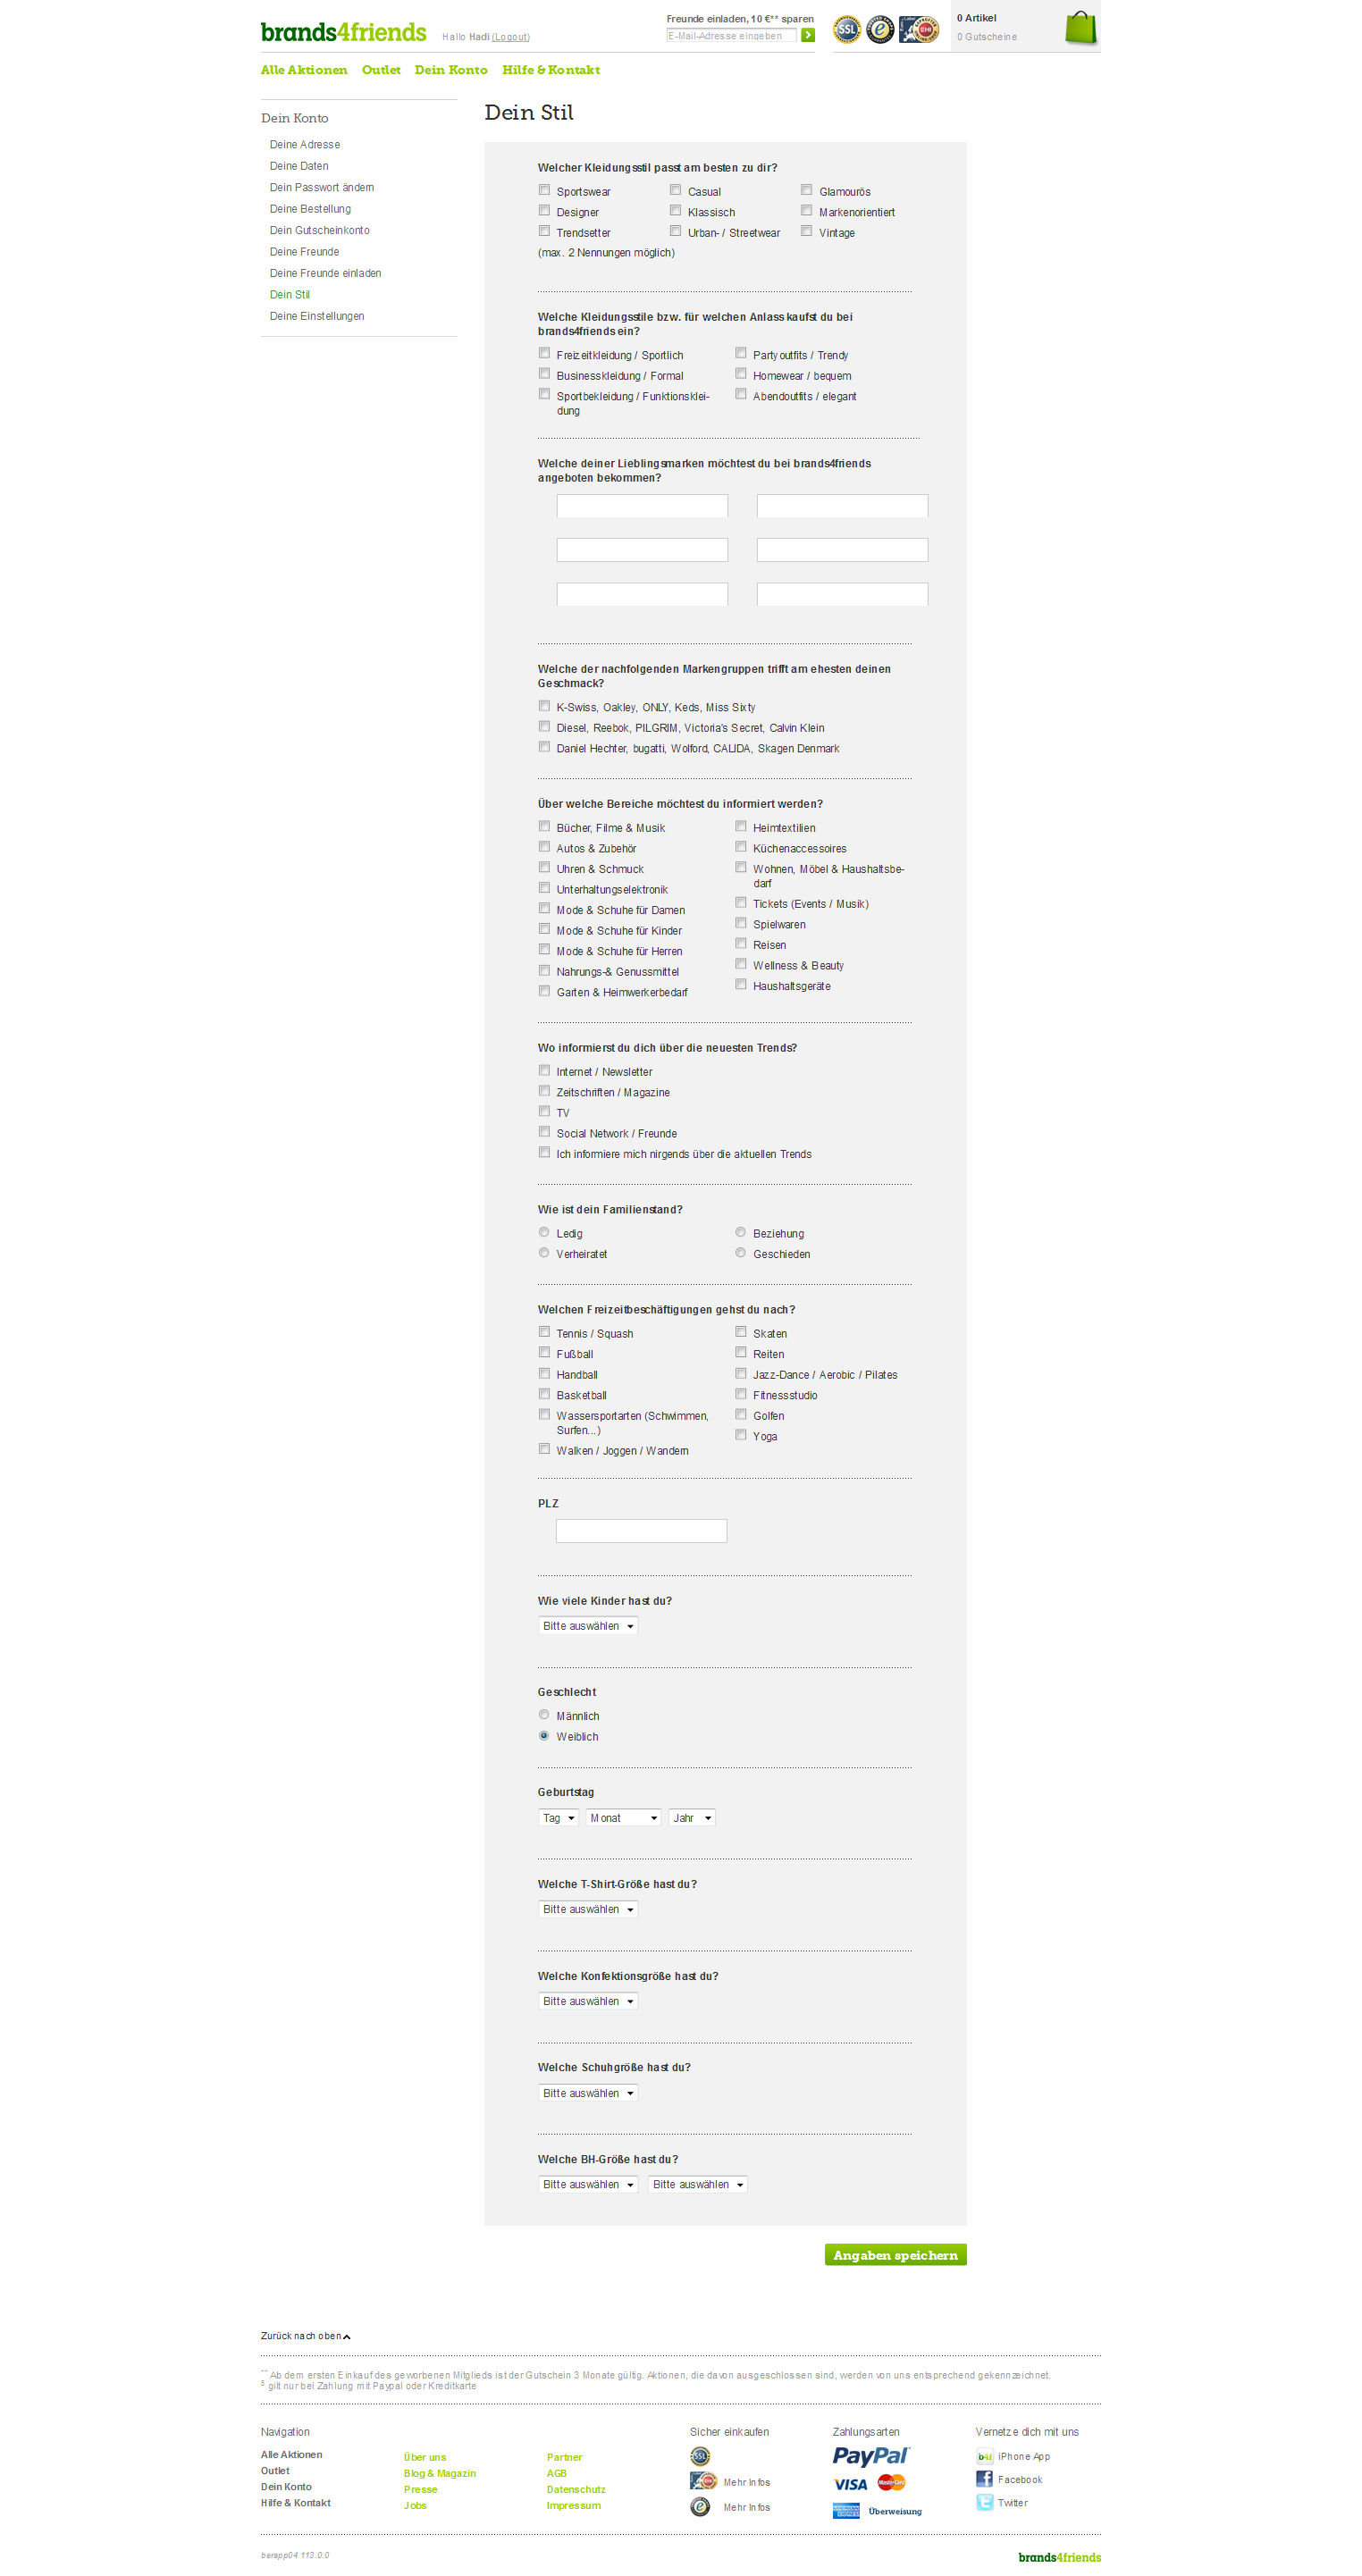 brands4friends
Hallo Hadi (Logout)
Freunde einladen, 10 €** sparen
E-Mail-Adresse eingeben
SSL
0 Artikel
0 Gutscheine
Alle Aktionen Outlet Dein Konto Hilfe & Kontakt
Dein Konto
Deine Adresse
Deine Daten
Dein Passwort ändern
Deine Bestellung
Dein Gutscheinkonto
Deine Freunde
Deine Freunde einladen
Dein Stil
Deine Einstellungen
Dein Stil
Welcher Kleidungsstil passt am besten zu dir?
Sportswear Casual Glamourös
Designer Klassisch Markenorientiert
Trendsetter Urban- / Streetwear Vintage
(max. 2 Nennungen möglich)
Welche Kleidungsstile bzw. für welchen Anlass kaufst du bei
brands4friends ein?
Freizeitkleidung / Sportlich Partyoutfits / Trendy
Businesskleidung / Formal Homewear / bequem
Sportbekleidung / Funktionsklei- Abendoutfits / elegant
dung
Welche deiner Lieblingsmarken möchtest du bei brands4friends
angeboten bekommen?
Welche der nachfolgenden Markengruppen trifft am ehesten deinen
Geschmack?
K-Swiss, Oakley, ONLY, Keds, Miss Sixty
Diesel, Reebok, PILGRIM, Victoria's Secret, Calvin Klein
Daniel Hechter, bugatti, Wolford, CALIDA, Skagen Denmark
Über welche Bereiche möchtest du informiert werden?
Bücher, Filme & Musik
Autos & Zubehör
Uhren & Schmuck
Unterhaltungselektronik
Mode & Schuhe für Damen
Mode & Schuhe für Kinder
Mode & Schuhe für Herren
Nahrungs-& Genussmittel
Garten & Heimwerkerbedarf
Heimtextilien
Küchenaccessoires
Wohnen, Möbel & Haushaltsbe-
darf
Tickets (Events / Musik)
Spielwaren
Reisen
Wellness & Beauty
Haushaltsgeräte
Wo informierst du dich über die neuesten Trends?
Internet / Newsletter
Zeitschriften / Magazine
TV
Social Network / Freunde
Ich informiere mich nirgends über die aktuellen Trends
Wie ist dein Familienstand?
Ledig Beziehung
Verheiratet Geschieden
Welchen Freizeitbeschäftigungen gehst du nach?
Tennis / Squash
Fußball
Handball
Basketball
Wassersportarten (Schwimmen,
Surfen...)
Walken / Joggen / Wandern
Skaten
Reiten
Jazz-Dance / Aerobic / Pilates
Fitnessstudio
Golfen
Yoga
PLZ
Wie viele Kinder hast du?
Bitte auswählen
Geschlecht
Männlich
Weiblich
Geburtstag
Tag Monat Jahr
Welche T-Shirt-Größe hast du?
Bitte auswählen
Welche Konfektionsgröße hast du?
Bitte auswählen
Welche Schuhgröße hast du?
Bitte auswählen
Welche BH-Größe hast du?
Bitte auswählen Bitte auswählen
Angaben speichern
Zurück nach oben
** Ab dem ersten Einkauf des geworbenen Mitglieds ist der Gutschein 3 Monate gültig. Aktionen, die davon ausgeschlossen sind, werden von uns entsprechend gekennzeichnet.
5 gilt nur bei Zahlung mit Paypal oder Kreditkarte
Navigation
Alle Aktionen
Outlet
Dein Konto
Hilfe & Kontakt
Über uns
Blog & Magazin
Presse
Jobs
Partner
AGB
Datenschutz
Impressum
Sicher einkaufen
SSL
Mehr Infos
Mehr Infos
Zahlungsarten
PayPal
VISA MasterCard
Überweisung
Vernetze dich mit uns
b4f iPhone App
Facebook
Twitter
berapp04 113.0.0
brands4friends